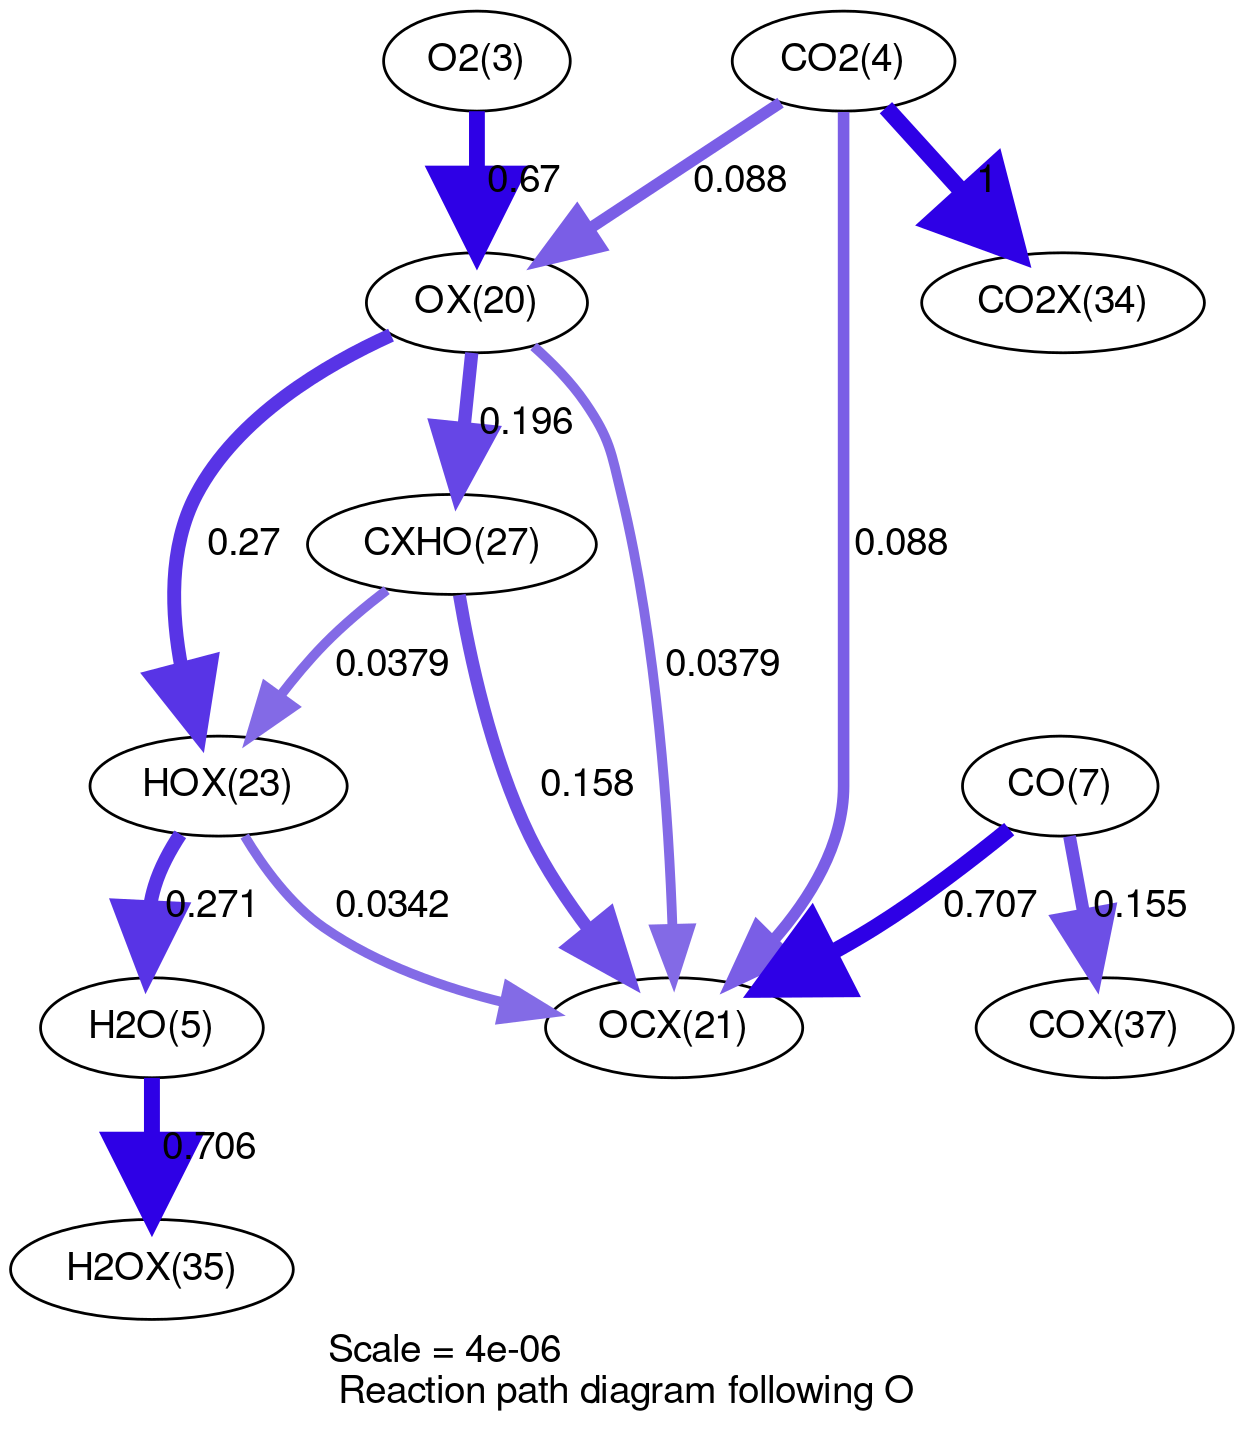 O2(3)
CO2(4)
0.67
0.088
1
OX(20)
CO2X(34)
0.196
0.27
CXHO(27)
0.088
0.0379
0.0379
HOX(23)
0.158
CO(7)
0.271
0.0342
0.707
0.155
H2O(5)
OCX(21)
COX(37)
0.706
H2OX(35)
Scale = 4e-06
Reaction path diagram following O